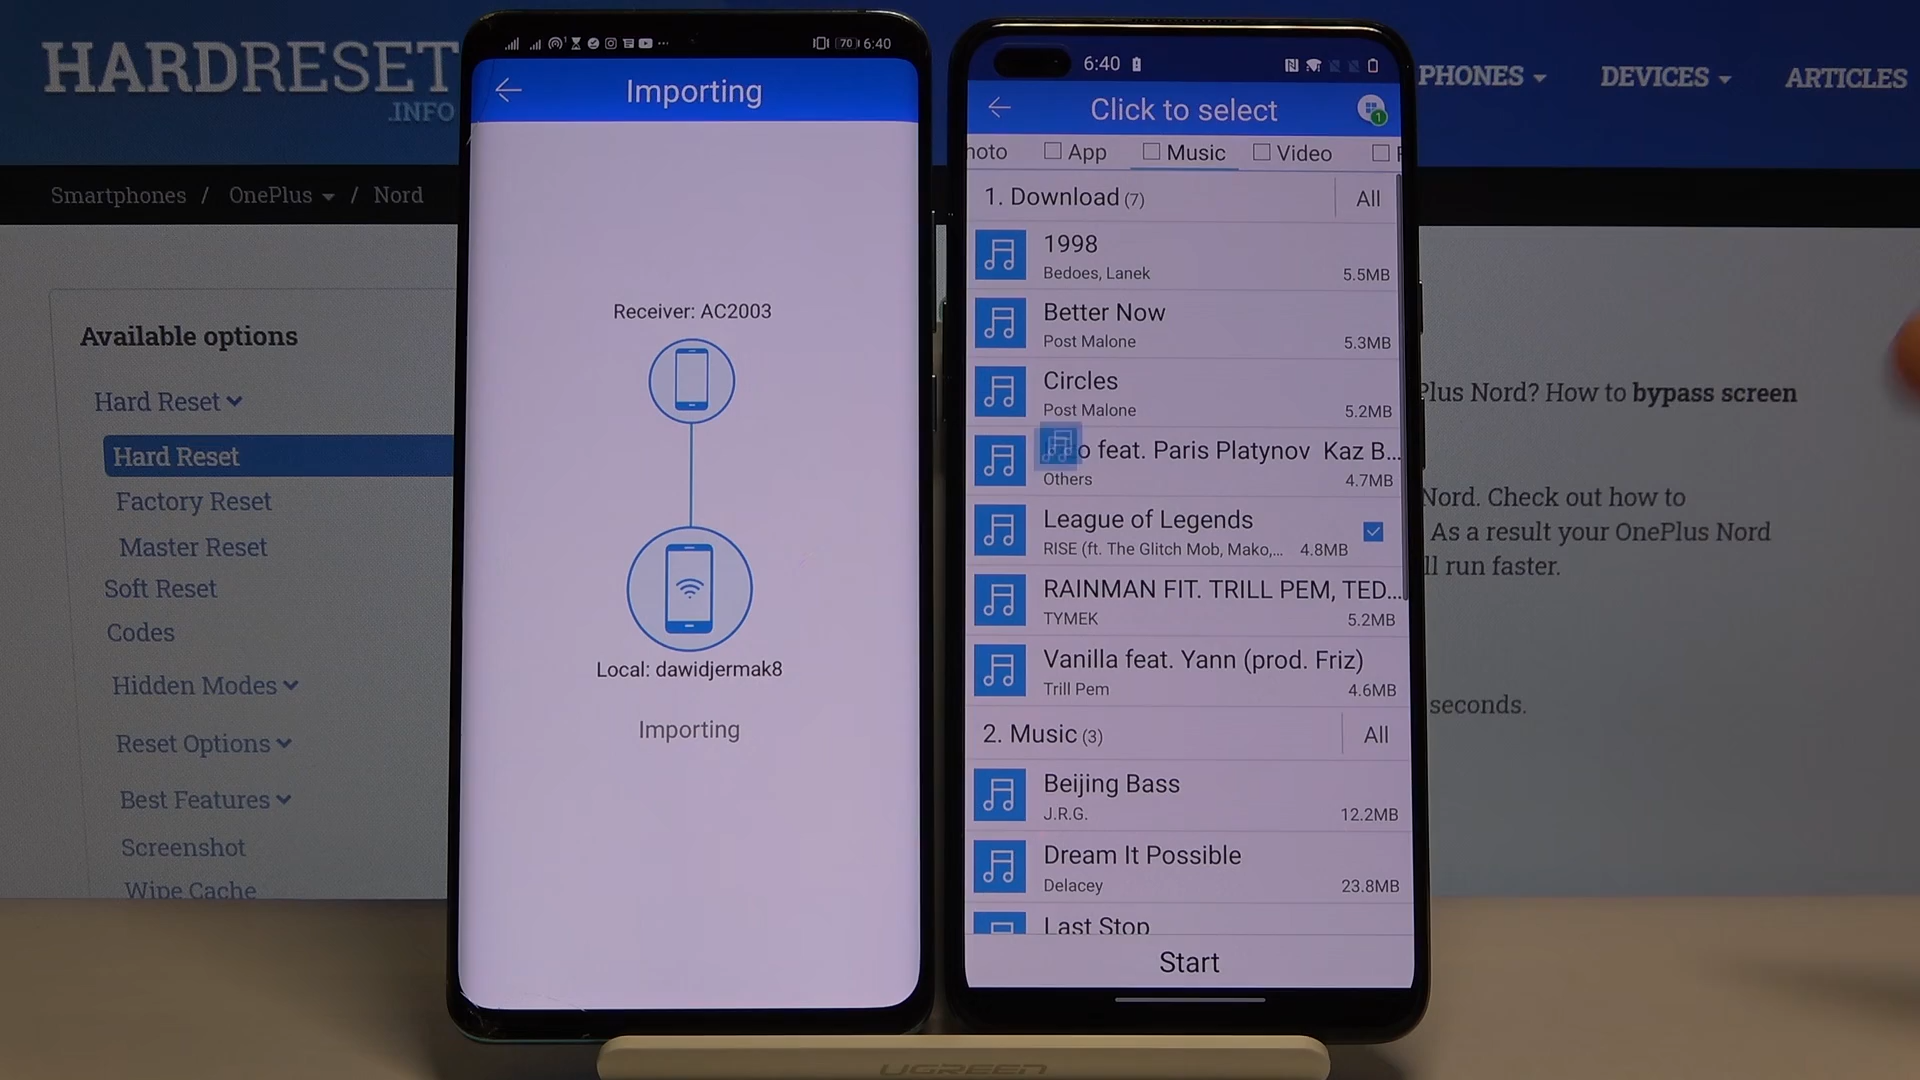 HARDRESET
.INFO
PHONES
DEVICES
ARTICLES
Smartphones / OnePlus / Nord
Available options
Hard Reset
Hard Reset
Factory Reset
Master Reset
Soft Reset
Codes
Hidden Modes
Reset Options
Best Features
Screenshot
Wipe Cache
70 6:40
Importing
Receiver: AC2003
Local: dawidjermak8
Importing
6:40
Click to select
1
hoto
App
Music
Video
1. Download (7)
All
1998
Bedoes, Lanek
5.5MB
Better Now
Post Malone
5.3MB
Circles
Post Malone
5.2MB
o feat. Paris Platynov Kaz B...
Others
4.7MB
League of Legends
RISE (ft. The Glitch Mob, Mako,...
4.8MB
RAINMAN FIT. TRILL PEM, TED...
TYMEK
5.2MB
Vanilla feat. Yann (prod. Friz)
Trill Pem
4.6MB
2. Music (3)
All
Beijing Bass
J.R.G.
12.2MB
Dream It Possible
Delacey
23.8MB
Last Stop
Start
Plus Nord? How to bypass screen
Nord. Check out how to
As a result your OnePlus Nord
ll run faster.
seconds.
UGREEN